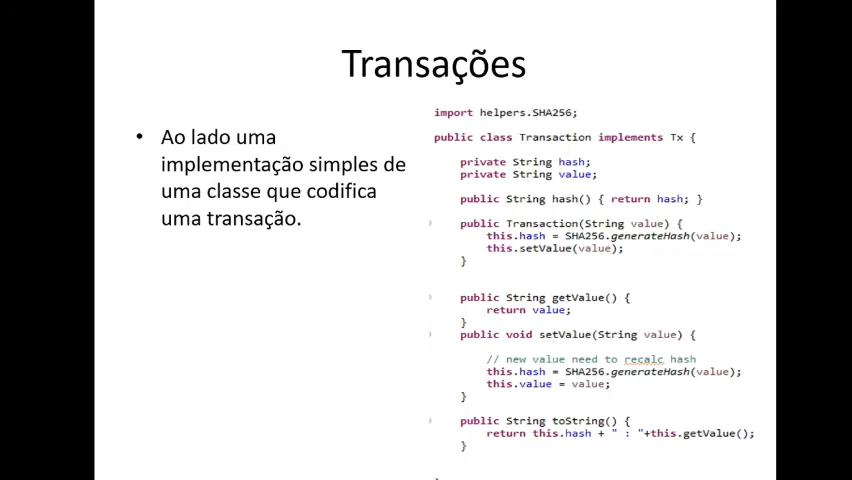 Transações
• Ao lado uma
implementação simples de
uma classe que codifica
uma transação.
import helpers.SHA256;
public class Transaction implements Tx {
private String hash;
private String value;
public String hash() { return hash; }
public Transaction(String value) {
this.hash = SHA256.generateHash(value);
this.setValue(value);
}
public String getValue() {
return value;
}
public void setValue(String value) {
// new value need to recalc hash
this.hash = SHA256.generateHash(value);
this.value = value;
}
public String toString() {
return this.hash + " : "+this.getValue();
}